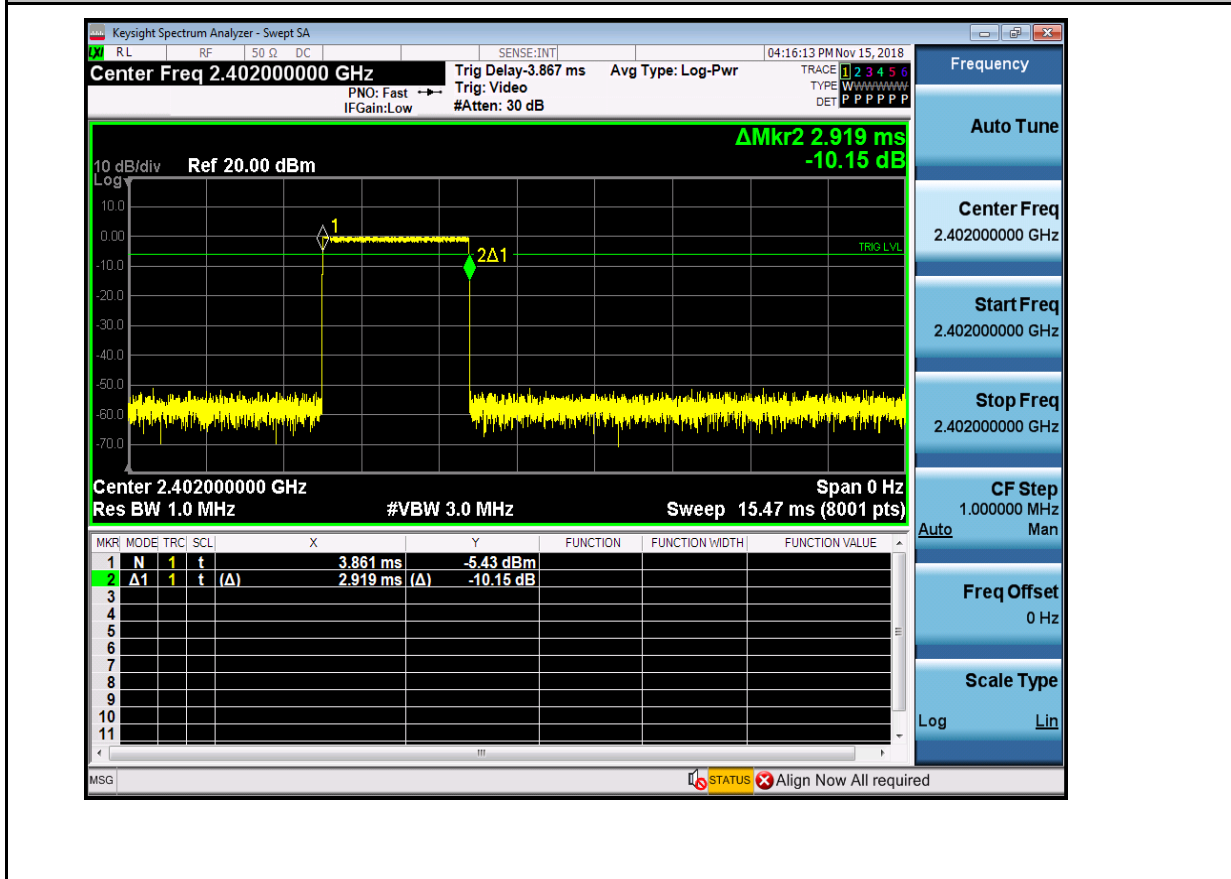 Keysight Spectrum Analyzer - Swept SA
LXI RL RF 50 Ω DC SENSE:INT 04:16:13 PM Nov 15, 2018
Center Freq 2.402000000 GHz
PNO: Fast
IFGain:Low
Trig Delay-3.867 ms
Trig: Video
#Atten: 30 dB
Avg Type: Log-Pwr
TRACE 1 2 3 4 5 6
TYPE WWWWWW
DET P P P P P P
ΔMkr2 2.919 ms
-10.15 dB
10 dB/div Ref 20.00 dBm
Log
10.0
0.00
-10.0
-20.0
-30.0
-40.0
-50.0
-60.0
-70.0
1
2Δ1
TRIG LVL
Center 2.402000000 GHz Span 0 Hz
Res BW 1.0 MHz #VBW 3.0 MHz Sweep 15.47 ms (8001 pts)
MKR MODE TRC SCL X Y FUNCTION FUNCTION WIDTH FUNCTION VALUE
1 N 1 t 3.861 ms -5.43 dBm
2 Δ1 1 t (Δ) 2.919 ms (Δ) -10.15 dB
3
4
5
6
7
8
9
10
11
MSG STATUS Align Now All required
Frequency
Auto Tune
Center Freq
2.402000000 GHz
Start Freq
2.402000000 GHz
Stop Freq
2.402000000 GHz
CF Step
1.000000 MHz
Auto Man
Freq Offset
0 Hz
Scale Type
Log Lin